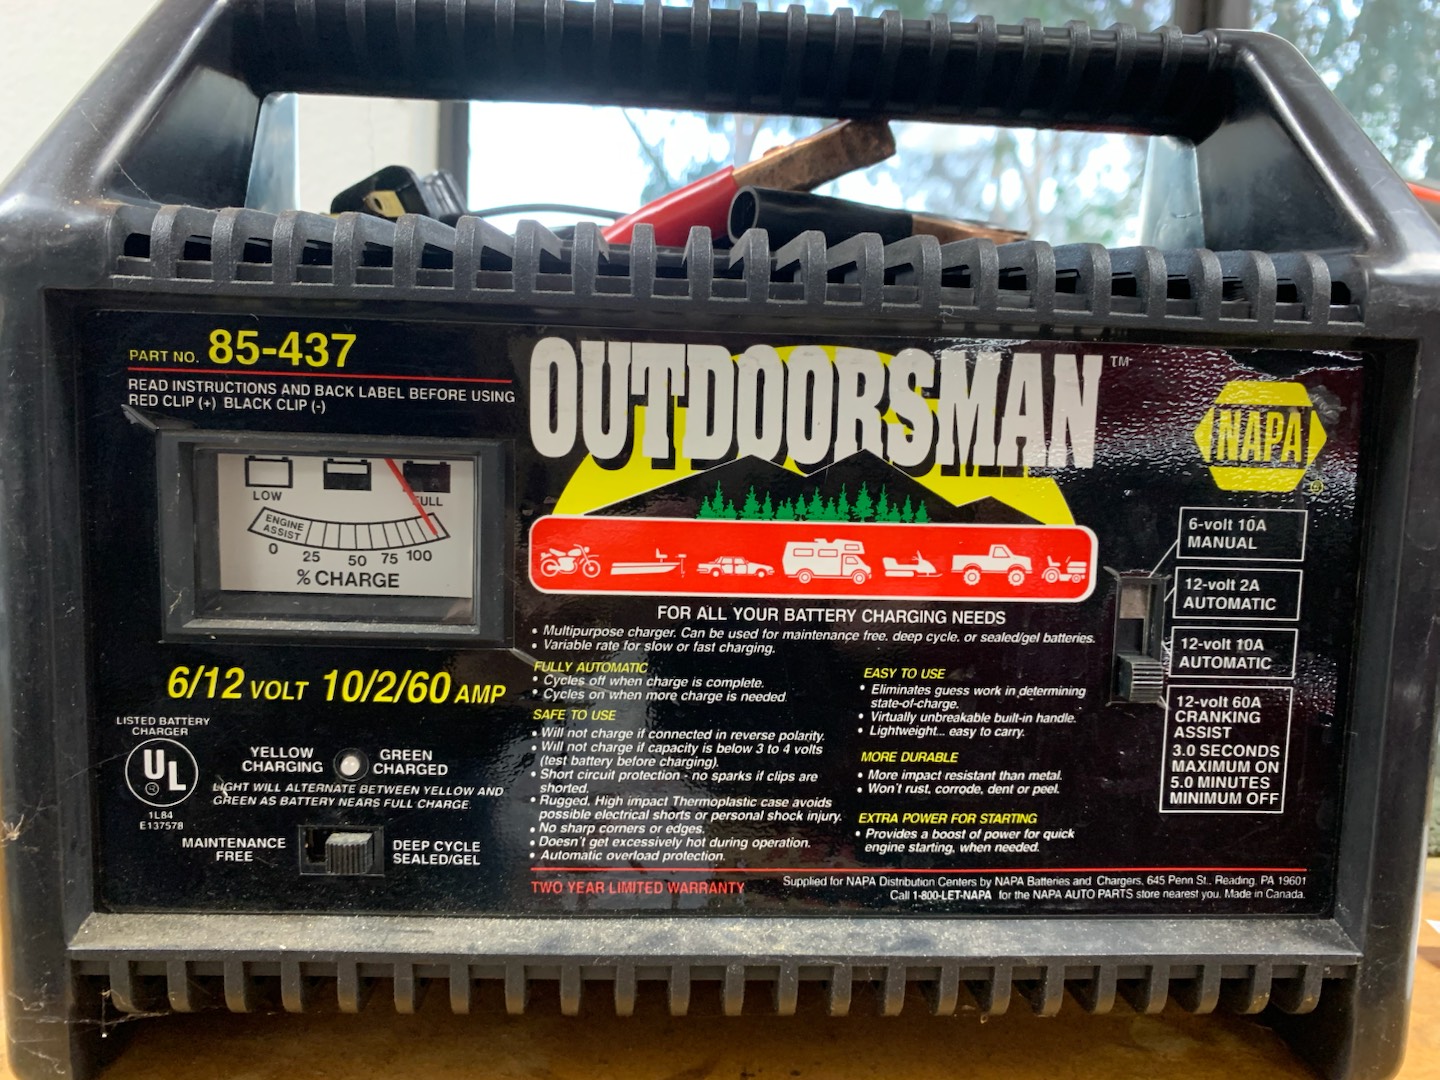 PART NO. 85-437
READ INSTRUCTIONS AND BACK LABEL BEFORE USING
RED CLIP (+) BLACK CLIP (-)
LOW
FULL
ENGINE
ASSIST
0 25 50 75 100
% CHARGE
6/12 VOLT 10/2/60 AMP
LISTED BATTERY
CHARGER
UL
1L84
E137578
YELLOW
CHARGING
GREEN
CHARGED
LIGHT WILL ALTERNATE BETWEEN YELLOW AND
GREEN AS BATTERY NEARS FULL CHARGE.
MAINTENANCE
FREE
DEEP CYCLE
SEALED/GEL
OUTDOORSMAN™
FOR ALL YOUR BATTERY CHARGING NEEDS
• Multipurpose charger. Can be used for maintenance free, deep cycle, or sealed/gel batteries.
• Variable rate for slow or fast charging.
FULLY AUTOMATIC
• Cycles off when charge is complete.
• Cycles on when more charge is needed.
SAFE TO USE
• Will not charge if connected in reverse polarity.
• Will not charge if capacity is below 3 to 4 volts
(test battery before charging).
• Short circuit protection - no sparks if clips are
shorted.
• Rugged, High impact Thermoplastic case avoids
possible electrical shorts or personal shock injury.
• No sharp corners or edges.
• Doesn't get excessively hot during operation.
• Automatic overload protection.
EASY TO USE
• Eliminates guess work in determining
state-of-charge.
• Virtually unbreakable built-in handle.
• Lightweight... easy to carry.
MORE DURABLE
• More impact resistant than metal.
• Won't rust, corrode, dent or peel.
EXTRA POWER FOR STARTING
• Provides a boost of power for quick
engine starting, when needed.
TWO YEAR LIMITED WARRANTY
Supplied for NAPA Distribution Centers by NAPA Batteries and Chargers, 645 Penn St., Reading, PA 19601
Call 1-800-LET-NAPA for the NAPA AUTO PARTS store nearest you. Made in Canada.
NAPA®
6-volt 10A
MANUAL
12-volt 2A
AUTOMATIC
12-volt 10A
AUTOMATIC
12-volt 60A
CRANKING
ASSIST
3.0 SECONDS
MAXIMUM ON
5.0 MINUTES
MINIMUM OFF